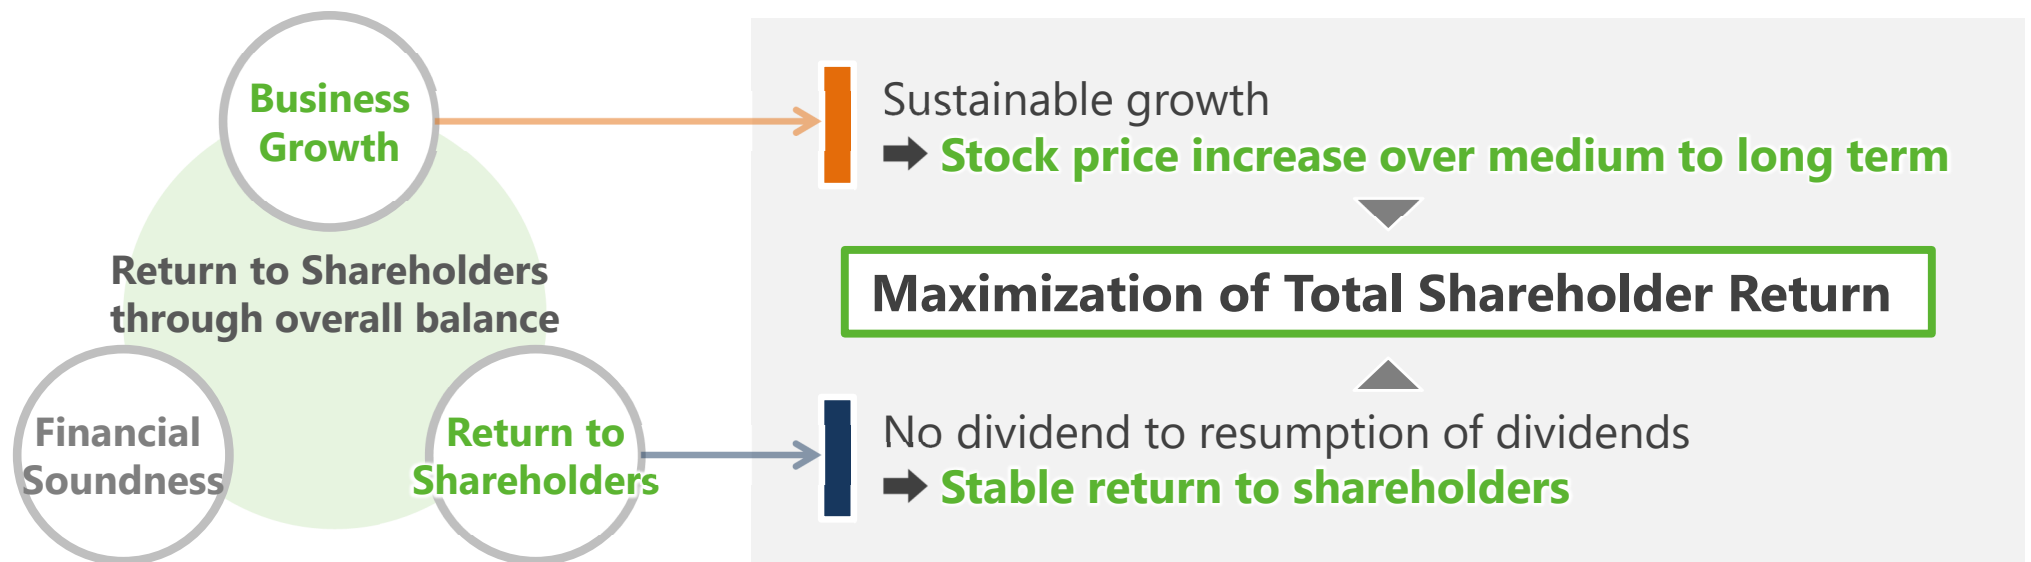 Business
Growth
Return to Shareholders
through overall balance
Financial
Soundness
Return to
Shareholders
Sustainable growth
➡ Stock price increase over medium to long term
Maximization of Total Shareholder Return
No dividend to resumption of dividends
➡ Stable return to shareholders